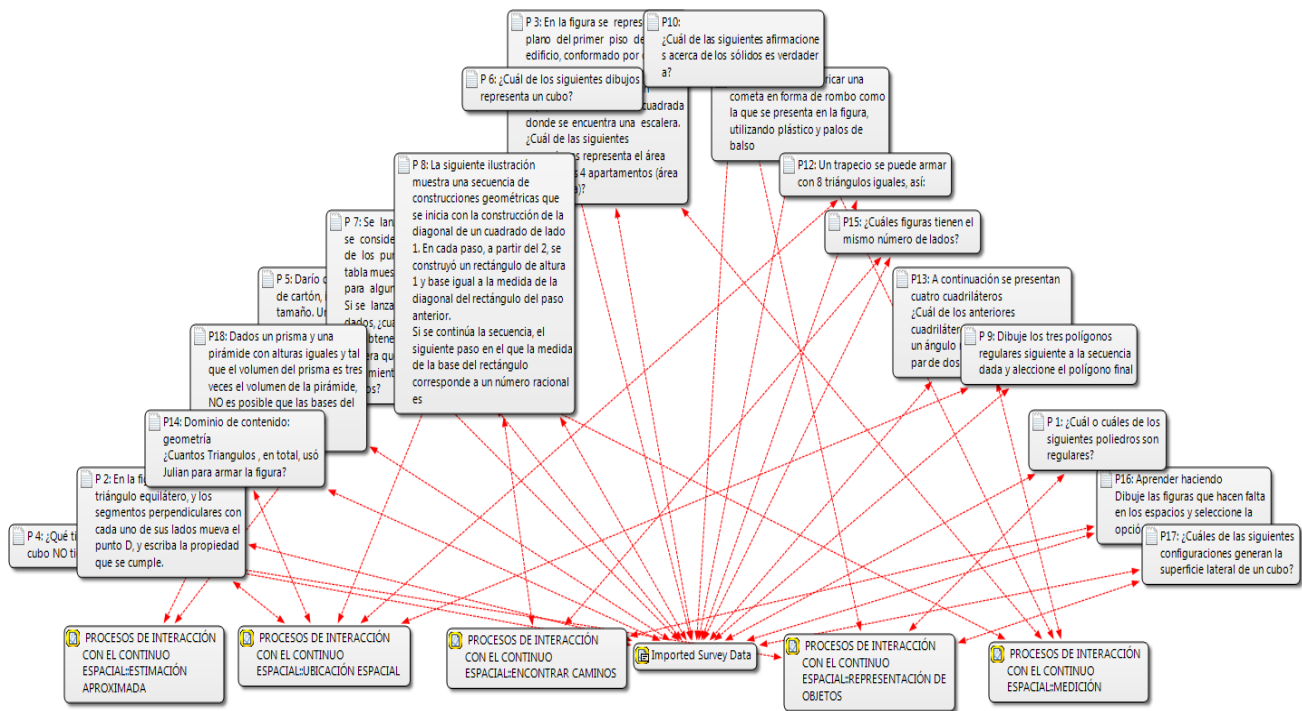 P 3: En la figura se repres
plano del primer piso de
edificio, conformado por
cuadrada
donde se encuentra una escalera.
¿Cuál de las siguientes
representa el área
4 apartamentos (área
)?
P10:
¿Cuál de las siguientes afirmacione
s acerca de los sólidos es verdader
a?
P 6: ¿Cuál de los siguientes dibujos
representa un cubo?
ricar una
cometa en forma de rombo como
la que se presenta en la figura,
utilizando plástico y palos de
balso
P12: Un trapecio se puede armar
con 8 triángulos iguales, así:
P 8: La siguiente ilustración
muestra una secuencia de
construcciones geométricas que
se inicia con la construcción de la
diagonal de un cuadrado de lado
1. En cada paso, a partir del 2, se
construyó un rectángulo de altura
1 y base igual a la medida de la
diagonal del rectángulo del paso
anterior.
Si se continúa la secuencia, el
siguiente paso en el que la medida
de la base del rectángulo
corresponde a un número racional
es
P15: ¿Cuáles figuras tienen el
mismo número de lados?
P 7: Se lan
se conside
de los pun
tabla mues
para algun
Si se lanza
dados, ¿cu
obtene
era qu
miento
os?
P13: A continuación se presentan
cuatro cuadriláteros
¿Cuál de los anteriores
cuadriláter
un ángulo
par de dos
P 5: Darío
de cartón,
tamaño. Un
P18: Dados un prisma y una
pirámide con alturas iguales y tal
que el volumen del prisma es tres
veces el volumen de la pirámide,
NO es posible que las bases del
P 9: Dibuje los tres polígonos
regulares siguiente a la secuencia
dada y aleccione el polígono final
P14: Dominio de contenido:
geometría
¿Cuantos Triangulos , en total, usó
Julian para armar la figura?
P 1: ¿Cuál o cuáles de los
siguientes poliedros son
regulares?
P 2: En la fi
triángulo equilátero, y los
segmentos perpendiculares con
cada uno de sus lados mueva el
punto D, y escriba la propiedad
que se cumple.
P16: Aprender haciendo
Dibuje las figuras que hacen falta
en los espacios y seleccione la
opció
P 4: ¿Qué ti
cubo NO ti
P17: ¿Cuáles de las siguientes
configuraciones generan la
superficie lateral de un cubo?
PROCESOS DE INTERACCIÓN
CON EL CONTINUO
ESPACIAL::ESTIMACIÓN
APROXIMADA
PROCESOS DE INTERACCIÓN
CON EL CONTINUO
ESPACIAL::UBICACIÓN ESPACIAL
PROCESOS DE INTERACCIÓN
CON EL CONTINUO
ESPACIAL::ENCONTRAR CAMINOS
Imported Survey Data
PROCESOS DE INTERACCIÓN
CON EL CONTINUO
ESPACIAL::REPRESENTACIÓN DE
OBJETOS
PROCESOS DE INTERACCIÓN
CON EL CONTINUO
ESPACIAL::MEDICIÓN